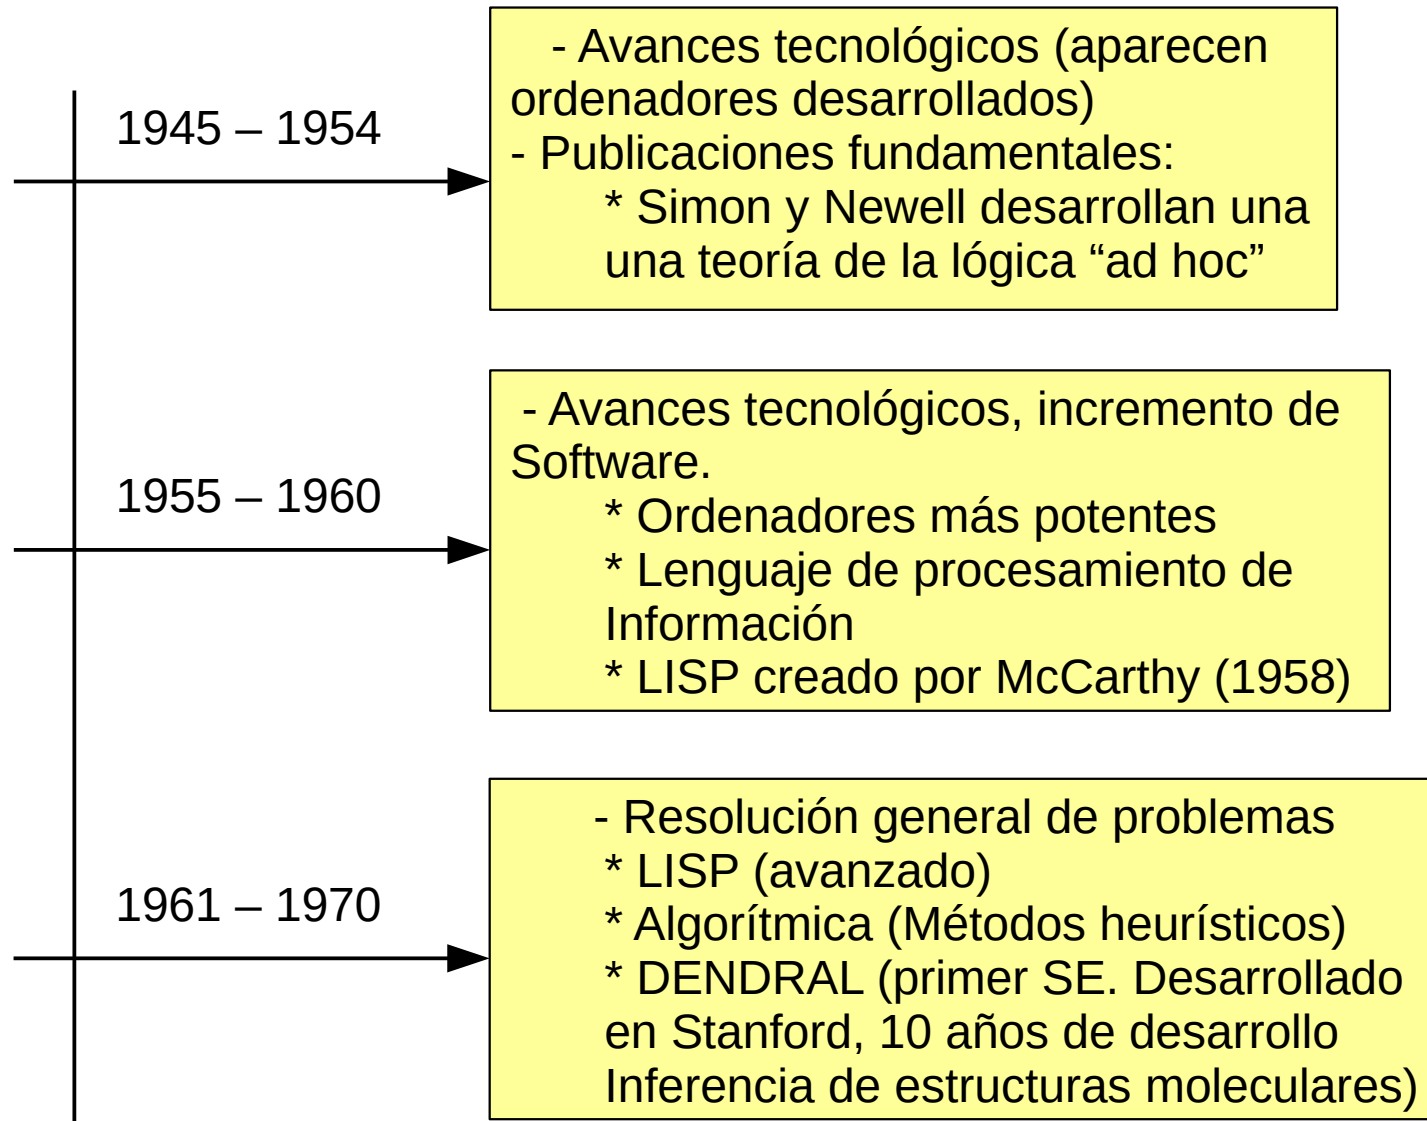 1945 – 1954
- Avances tecnológicos (aparecen
ordenadores desarrollados)
- Publicaciones fundamentales:
* Simon y Newell desarrollan una
una teoría de la lógica “ad hoc”
1955 – 1960
- Avances tecnológicos, incremento de
Software.
* Ordenadores más potentes
* Lenguaje de procesamiento de
Información
* LISP creado por McCarthy (1958)
1961 – 1970
- Resolución general de problemas
* LISP (avanzado)
* Algorítmica (Métodos heurísticos)
* DENDRAL (primer SE. Desarrollado
en Stanford, 10 años de desarrollo
Inferencia de estructuras moleculares)